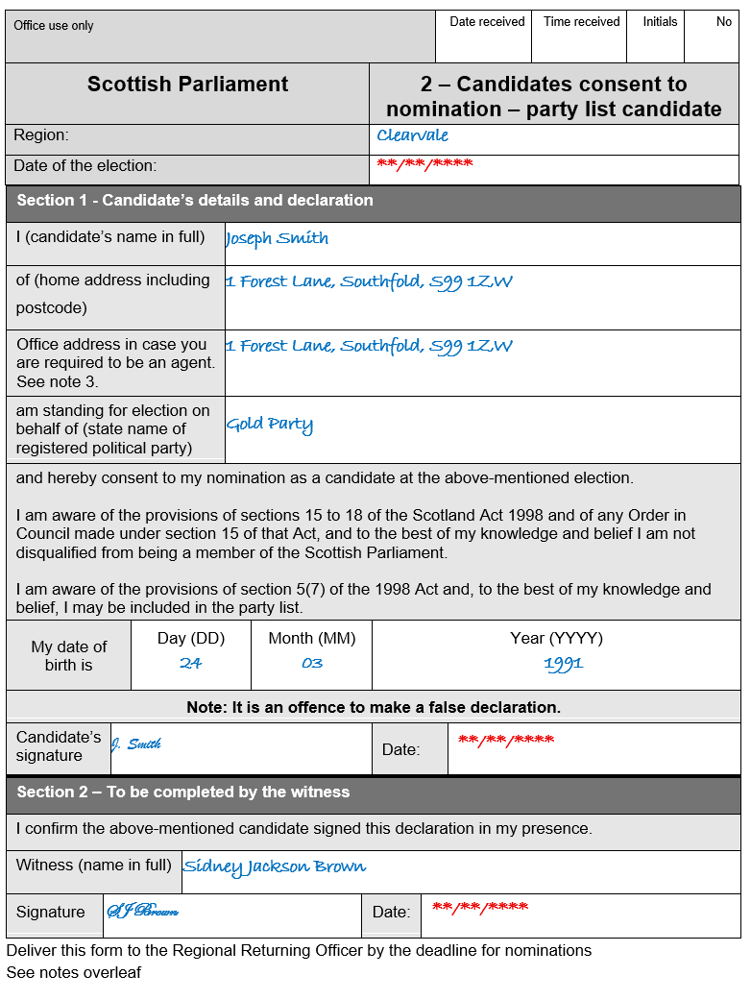 Office use only
Date received
Time received
Initials
No
Scottish Parliament
2 – Candidates consent to
nomination – party list candidate
Region:
Clearvale
Date of the election:
**/**/****
Section 1 - Candidate’s details and declaration
I (candidate’s name in full)
Joseph Smith
of (home address including
postcode)
1 Forest Lane, Southfold, S99 1ZW
Office address in case you
are required to be an agent.
See note 3.
1 Forest Lane, Southfold, S99 1ZW
am standing for election on
behalf of (state name of
registered political party)
Gold Party
and hereby consent to my nomination as a candidate at the above-mentioned election.
I am aware of the provisions of sections 15 to 18 of the Scotland Act 1998 and of any Order in
Council made under section 15 of that Act, and to the best of my knowledge and belief I am not
disqualified from being a member of the Scottish Parliament.
I am aware of the provisions of section 5(7) of the 1998 Act and, to the best of my knowledge and
belief, I may be included in the party list.
My date of
birth is
Day (DD)
24
Month (MM)
03
Year (YYYY)
1991
Note: It is an offence to make a false declaration.
Candidate’s
signature
J. Smith
Date:
**/**/****
Section 2 – To be completed by the witness
I confirm the above-mentioned candidate signed this declaration in my presence.
Witness (name in full)
Sidney Jackson Brown
Signature
SJ Brown
Date:
**/**/****
Deliver this form to the Regional Returning Officer by the deadline for nominations
See notes overleaf